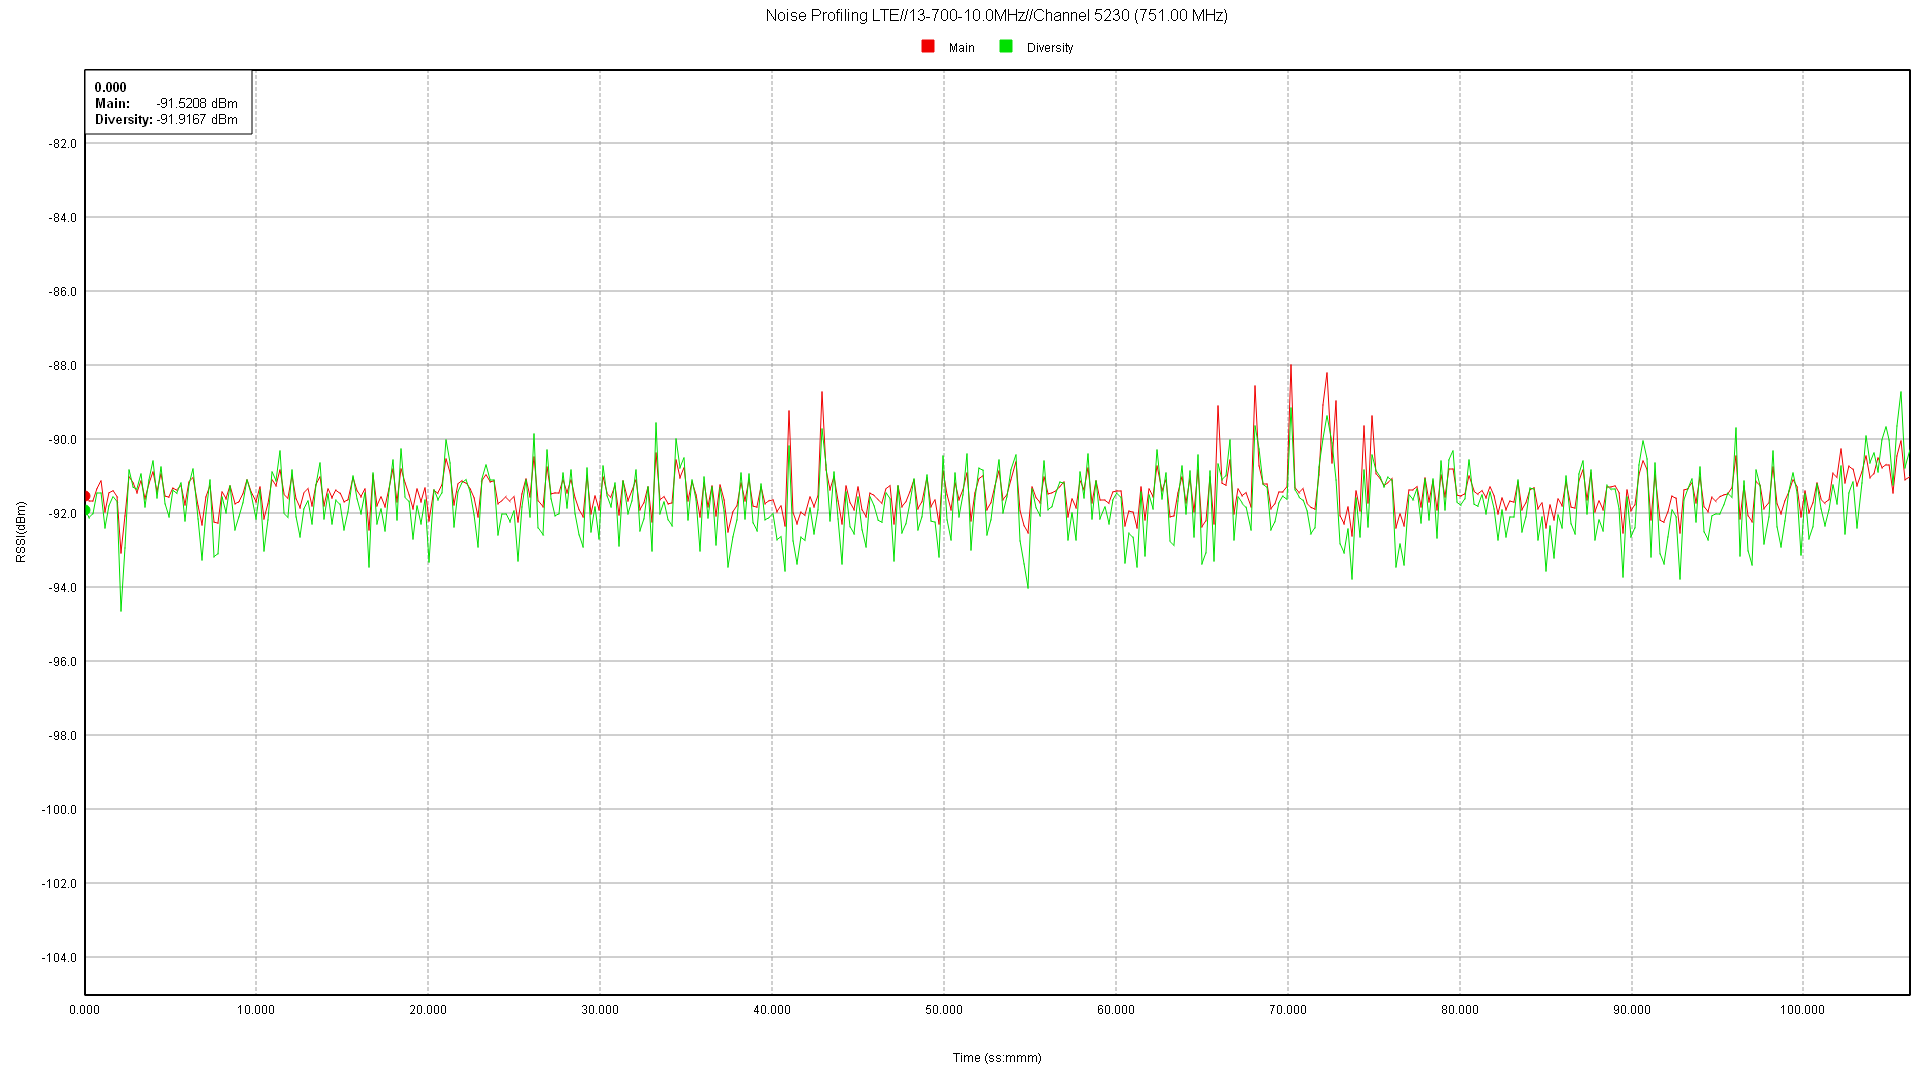 Noise Profiling LTE//13-700-10.0MHz//Channel 5230 (751.00 MHz)
Main Diversity
0.000
Main: -91.5208 dBm
Diversity: -91.9167 dBm
-82.0
-84.0
-86.0
-88.0
-90.0
-92.0
-94.0
-96.0
-98.0
-100.0
-102.0
-104.0
RSSI(dBm)
0.000 10.000 20.000 30.000 40.000 50.000 60.000 70.000 80.000 90.000 100.000
Time (ss:mmm)